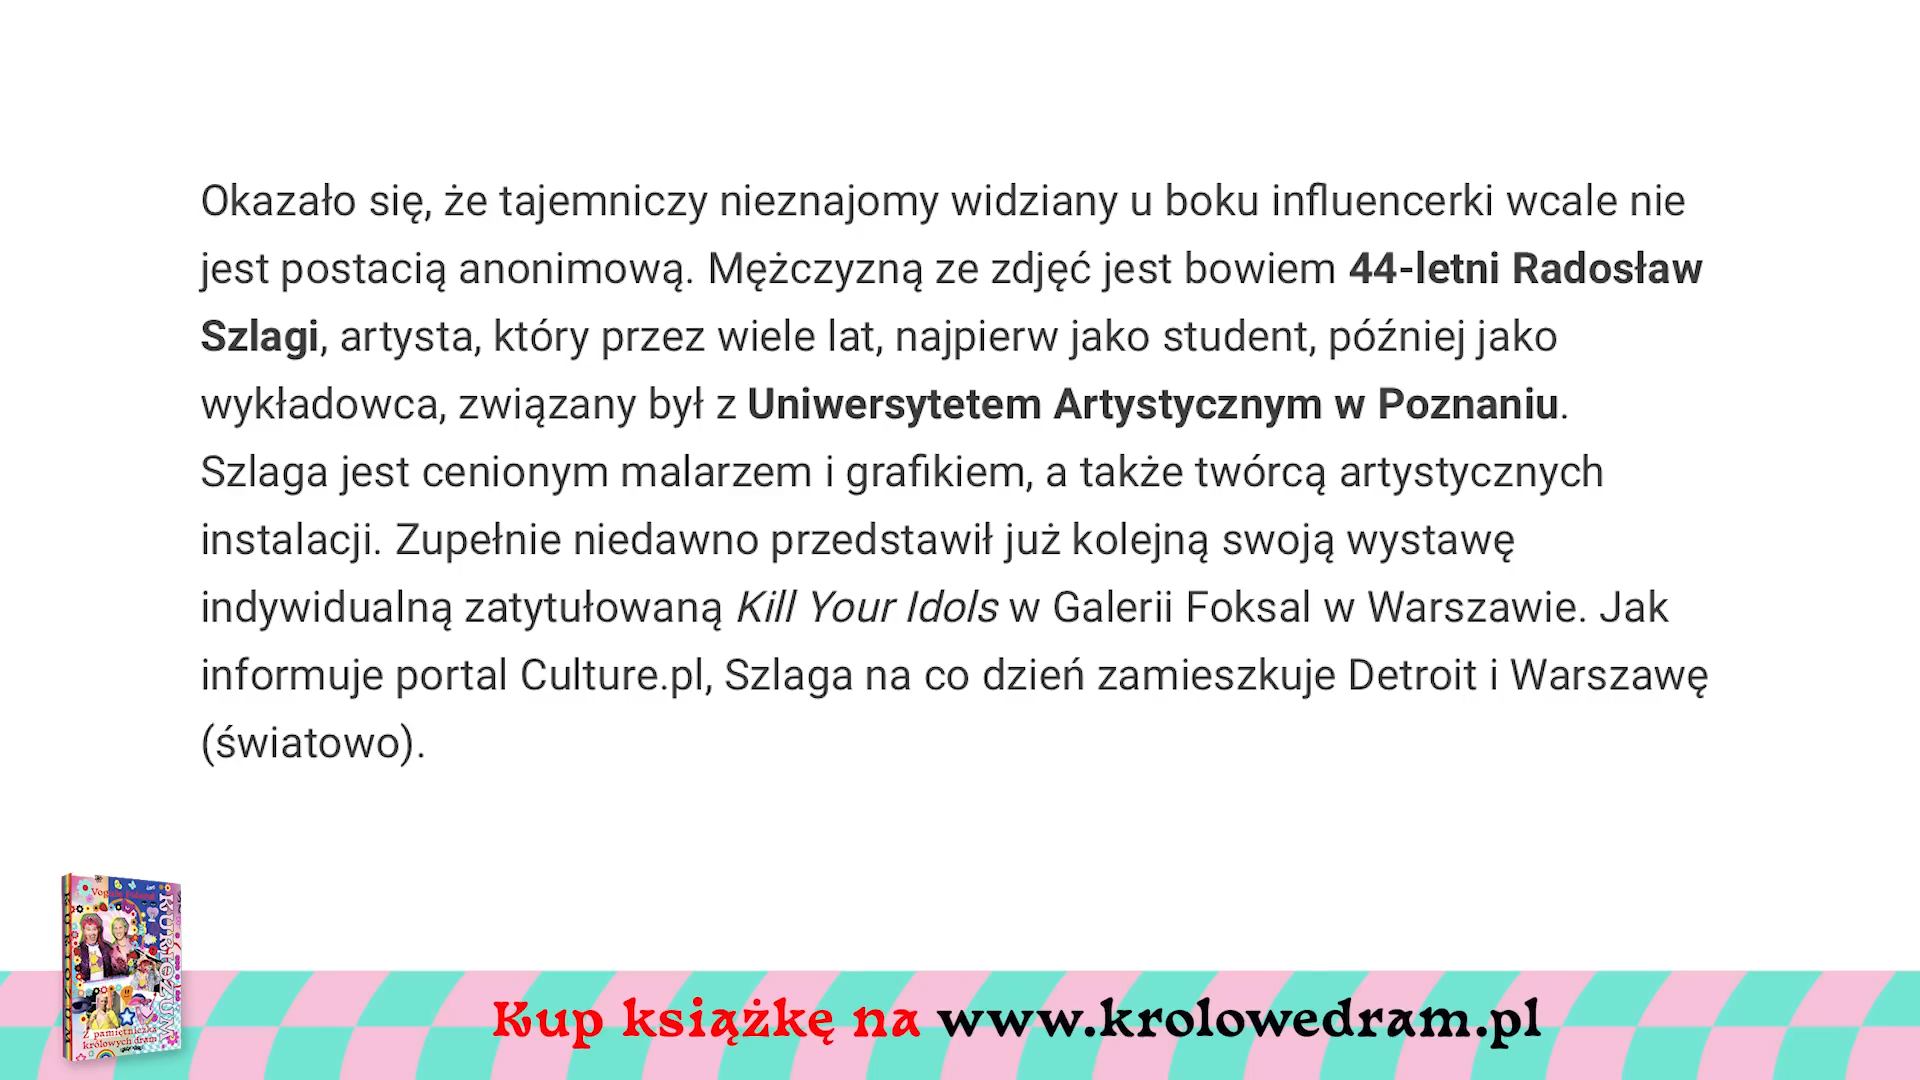 Okazało się, że tajemniczy nieznajomy widziany u boku influencerki wcale nie
jest postacią anonimową. Mężczyzną ze zdjęć jest bowiem 44-letni Radosław
Szlagi, artysta, który przez wiele lat, najpierw jako student, później jako
wykładowca, związany był z Uniwersytetem Artystycznym w Poznaniu.
Szlaga jest cenionym malarzem i grafikiem, a także twórcą artystycznych
instalacji. Zupełnie niedawno przedstawił już kolejną swoją wystawę
indywidualną zatytułowaną Kill Your Idols w Galerii Foksal w Warszawie. Jak
informuje portal Culture.pl, Szlaga na co dzień zamieszkuje Detroit i Warszawę
(światowo).
Z pamiętniczka
królowych dram
Kup książkę na www.krolowedram.pl